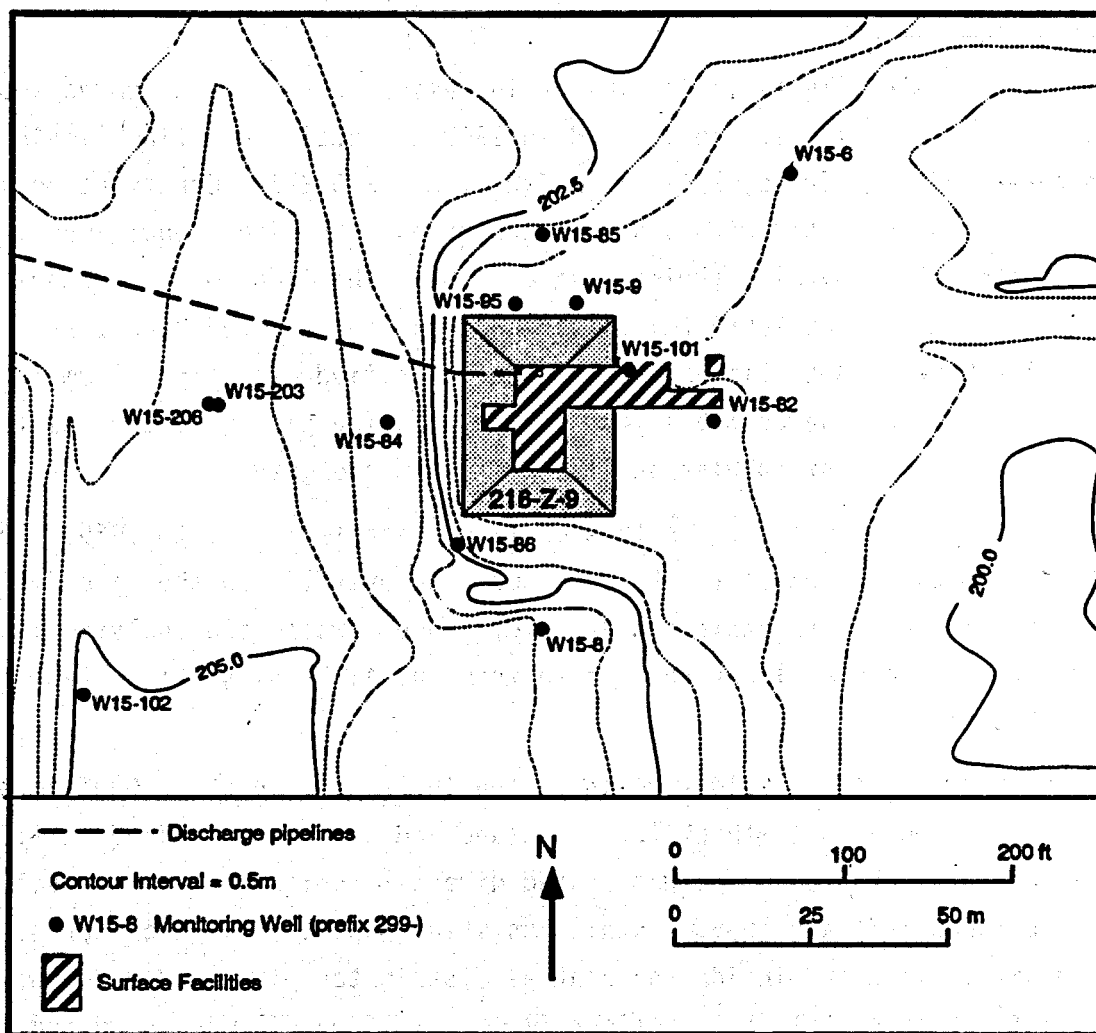 W15-6
202.5
W15-85
W15-95
W15-9
W15-101
W15-203
W15-206
W15-82
W15-84
216-Z-9
W15-86
200.0
W15-8
205.0
W15-102
Discharge pipelines
Contour Interval = 0.5m
W15-8 Monitoring Well (prefix 299-)
Surface Facilities
N
0 100 200 ft
0 25 50 m